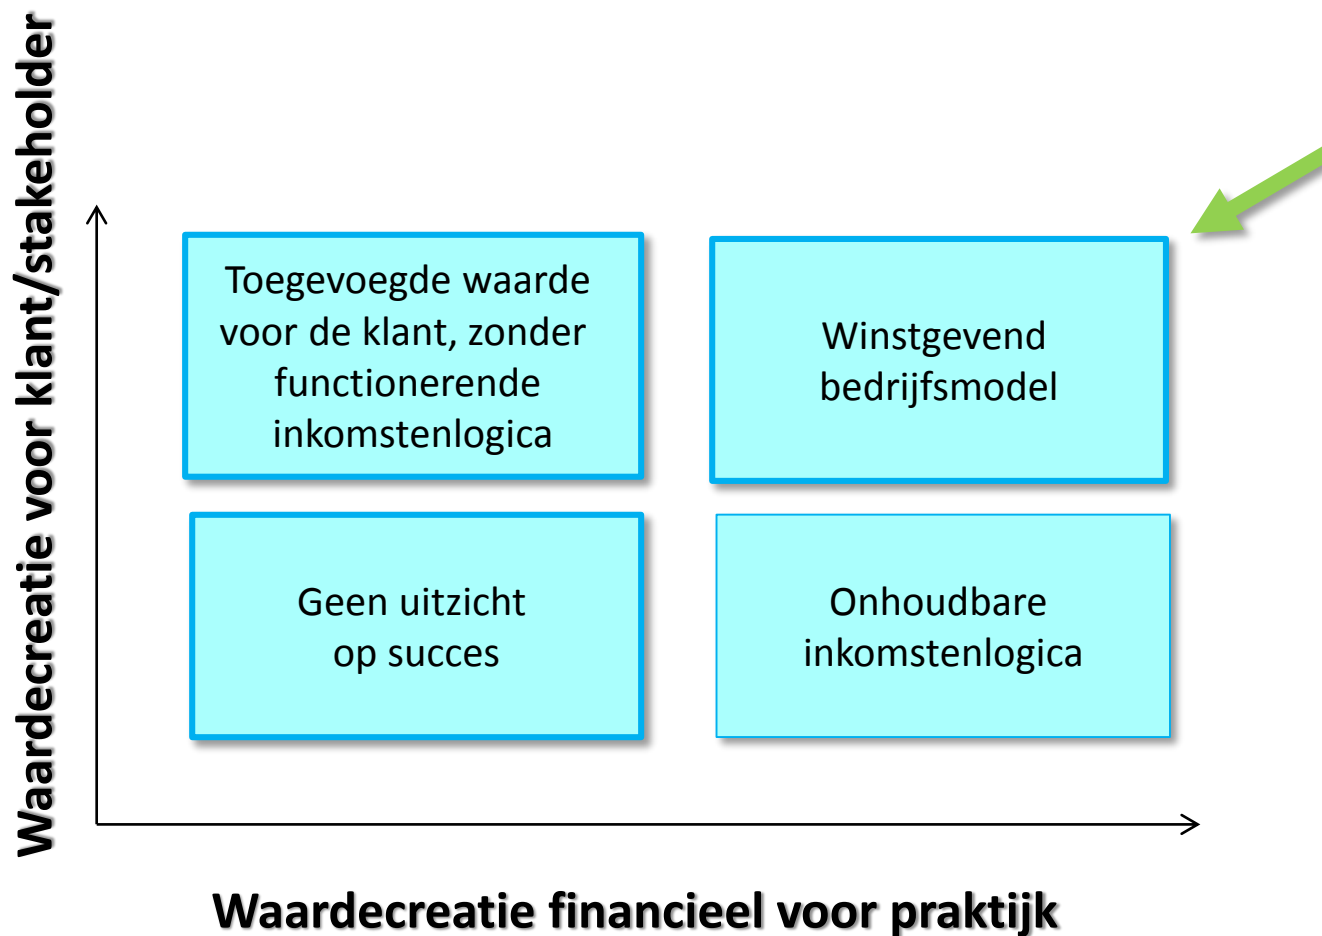 Waardecreatie voor klant/stakeholder
Toegevoegde waarde
voor de klant, zonder
functionerende
inkomstenlogica
Winstgevend
bedrijfsmodel
Geen uitzicht
op succes
Onhoudbare
inkomstenlogica
Waardecreatie financieel voor praktijk